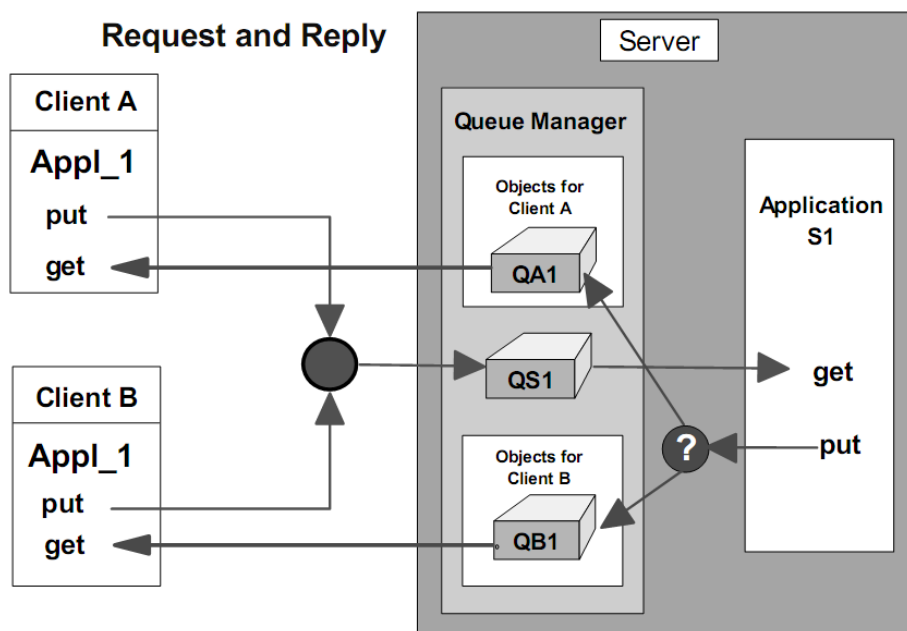 Request and Reply
Server
Client A
Appl_1
put
get
Client B
Appl_1
put
get
Queue Manager
Objects for
Client A
QA1
QS1
Objects for
Client B
QB1
?
Application
S1
get
put